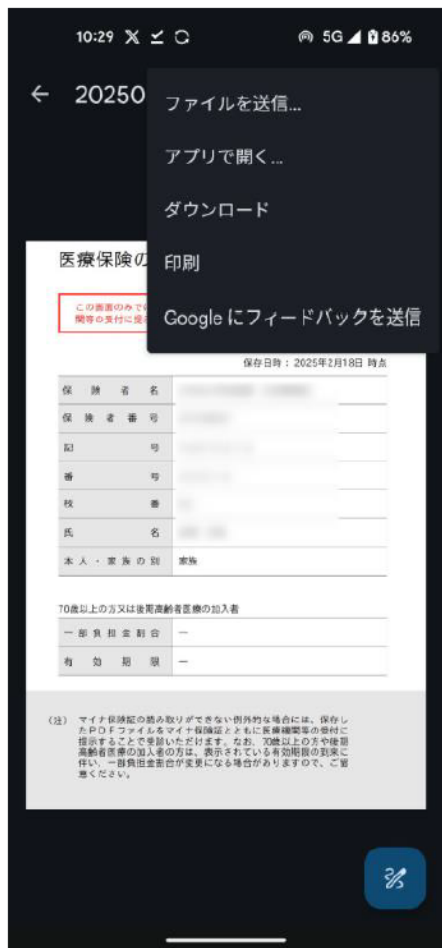 10:29
5G 86%
20250
ファイルを送信...
アプリで開く...
ダウンロード
印刷
Google にフィードバックを送信
医療保険の
この画面のみで
関等の受付に提
保存日時：2025年2月18日 時点
保険者名
保険者番号
記号
番号
枝番
氏名
本人・家族の別 家族
70歳以上の方又は後期高齢者医療の加入者
一部負担金割合 ―
有効期限 ―
(注) マイナ保険証の読み取りができない例外的な場合には、保存し
たPDFファイルをマイナ保険証とともに医療機関等の受付に
提示することで受診いただけます。なお、70歳以上の方や後期
高齢者医療の加入者の方は、表示されている有効期限の到来に
伴い、一部負担金割合が変更になる場合がありますので、ご留
意ください。